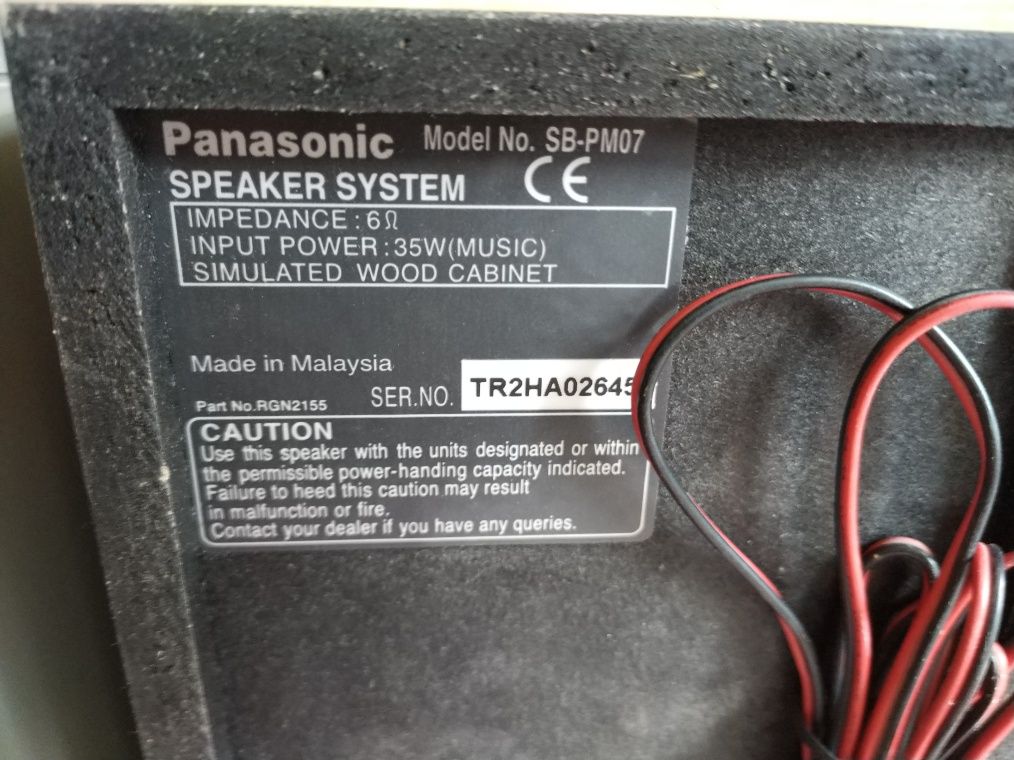 Panasonic Model No. SB-PM07
SPEAKER SYSTEM CE
IMPEDANCE : 6Ω
INPUT POWER : 35W(MUSIC)
SIMULATED WOOD CABINET
Made in Malaysia
Part No.RGN2155 SER.NO.
CAUTION
Use this speaker with the units designated or within
the permissible power-handing capacity indicated.
Failure to heed this caution may result
in malfunction or fire.
Contact your dealer if you have any queries.